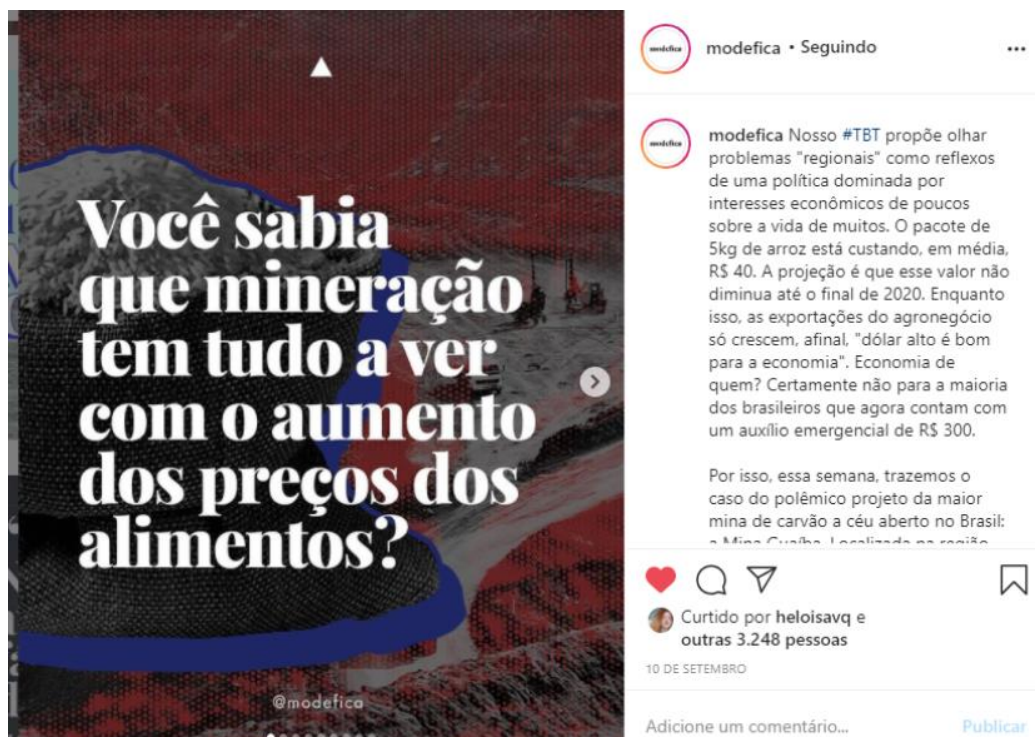 Você sabia
que mineração
tem tudo a ver
com o aumento
dos preços dos
alimentos?
@modefica
modefica • Seguindo
modefica Nosso #TBT propõe olhar
problemas "regionais" como reflexos
de uma política dominada por
interesses econômicos de poucos
sobre a vida de muitos. O pacote de
5kg de arroz está custando, em média,
R$ 40. A projeção é que esse valor não
diminua até o final de 2020. Enquanto
isso, as exportações do agronegócio
só crescem, afinal, "dólar alto é bom
para a economia". Economia de
quem? Certamente não para a maioria
dos brasileiros que agora contam com
um auxílio emergencial de R$ 300.
Por isso, essa semana, trazemos o
caso do polêmico projeto da maior
mina de carvão a céu aberto no Brasil:
a Mina Guaíba. Localizada na região
Curtido por heloisavq e
outras 3.248 pessoas
10 DE SETEMBRO
Adicione um comentário... Publicar